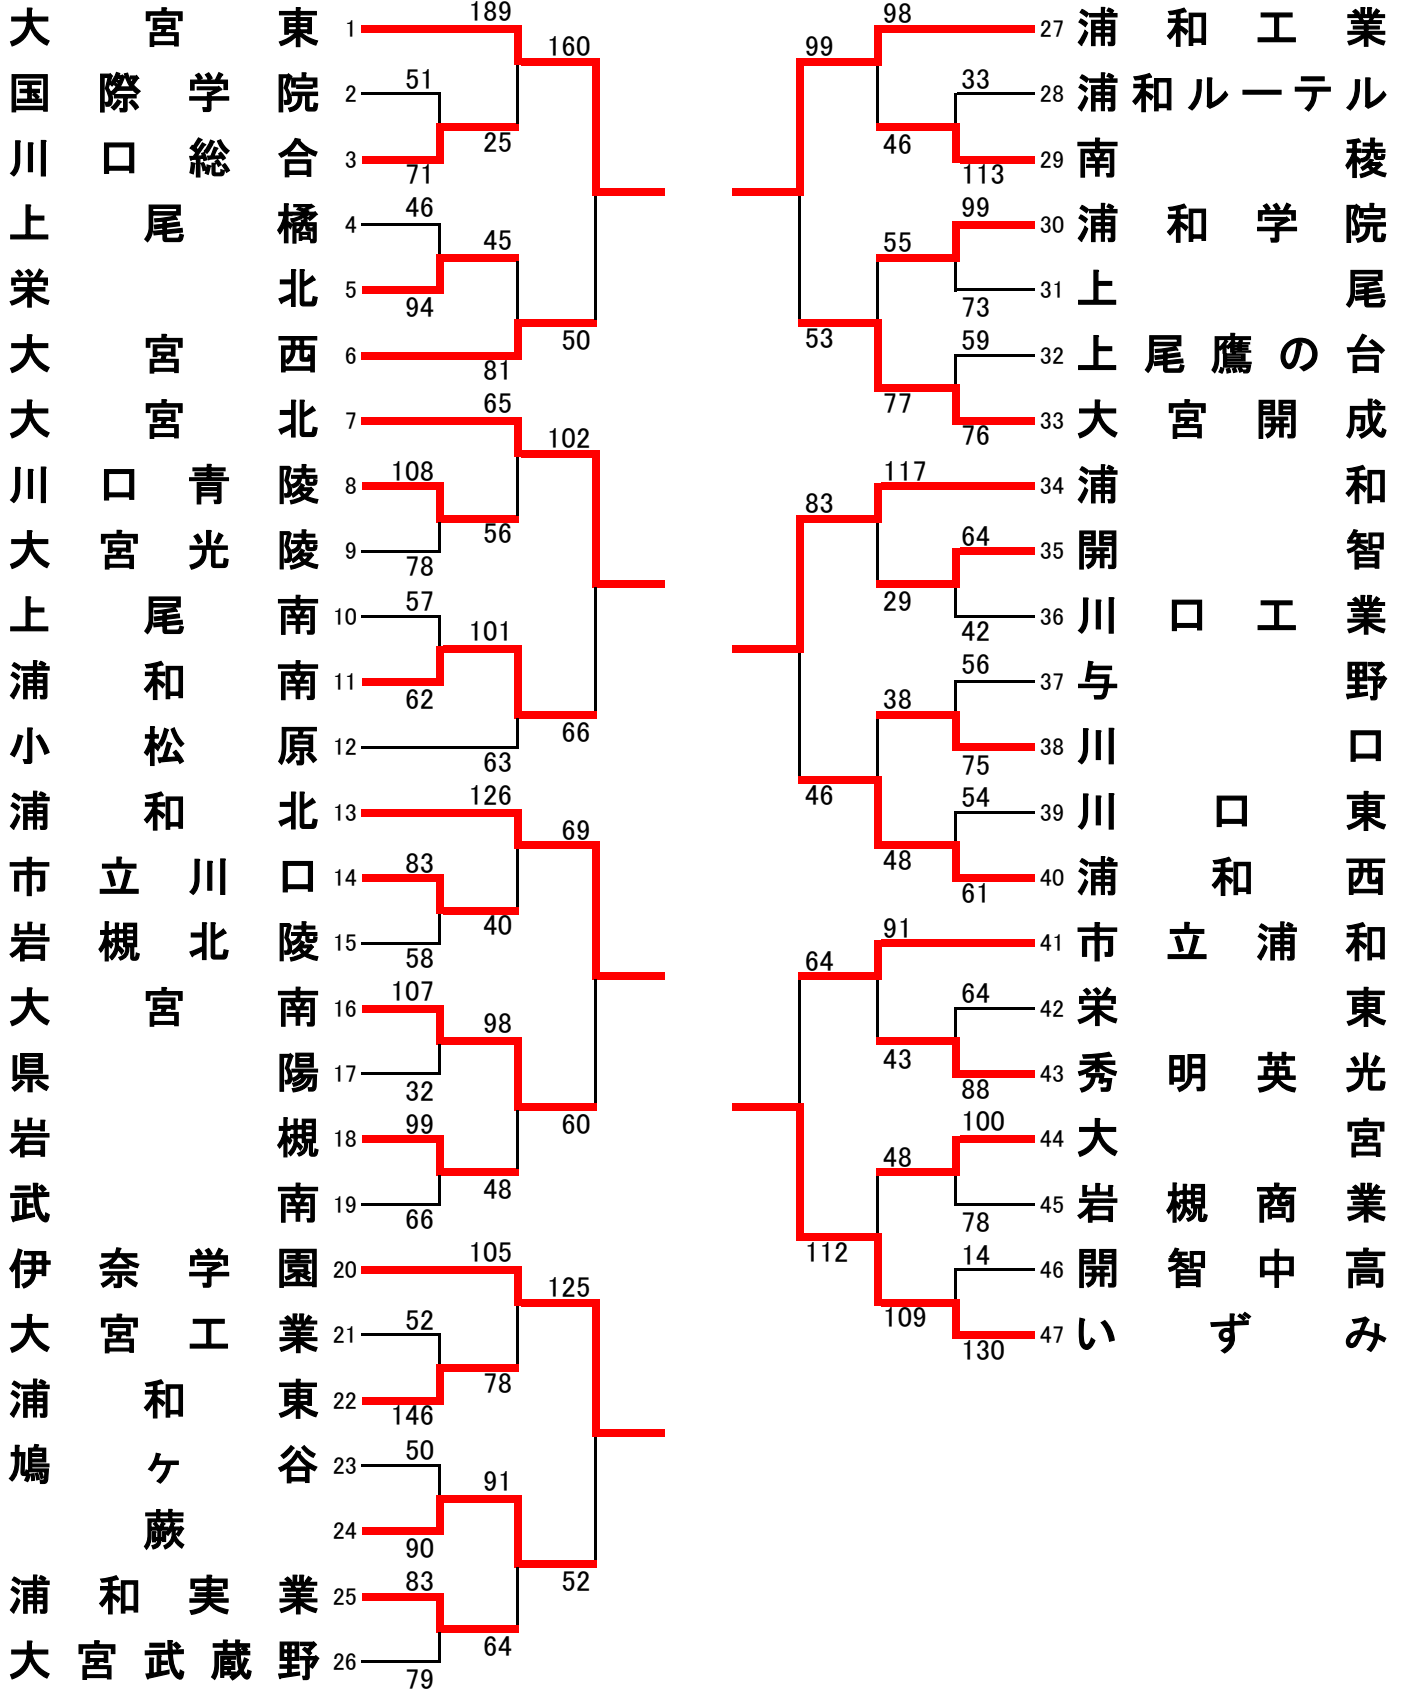 大宮東 1 189
160
国際学院 2 51
25
川口総合 3 71
上尾橘 4 46
45
栄北 5 94
50
大宮西 6 81
大宮北 7 65
102
川口青陵 8 108
56
大宮光陵 9 78
上尾南 10 57
101
浦和南 11 62
66
小松原 12 63
浦和北 13 126
69
市立川口 14 83
40
岩槻北陵 15 58
大宮南 16 107
98
県陽 17 32
60
岩槻 18 99
48
武南 19 66
伊奈学園 20 105
125
大宮工業 21 52
78
浦和東 22 146
鳩ヶ谷 23 50
91
蕨 24 90
52
浦和実業 25 83
64
大宮武蔵野 26 79
98 27 浦和工業
99
33 28 浦和ルーテル
46
113 29 南稜
99 30 浦和学院
55
73 31 上尾
53
59 32 上尾鷹の台
77
76 33 大宮開成
117 34 浦和
83
64 35 開智
29
42 36 川口工業
56 37 与野
38
75 38 川口
46
54 39 川口東
48
61 40 浦和西
91 41 市立浦和
64
64 42 栄東
43
88 43 秀明英光
100 44 大宮
48
78 45 岩槻商業
112
14 46 開智中高
109
130 47 いずみ